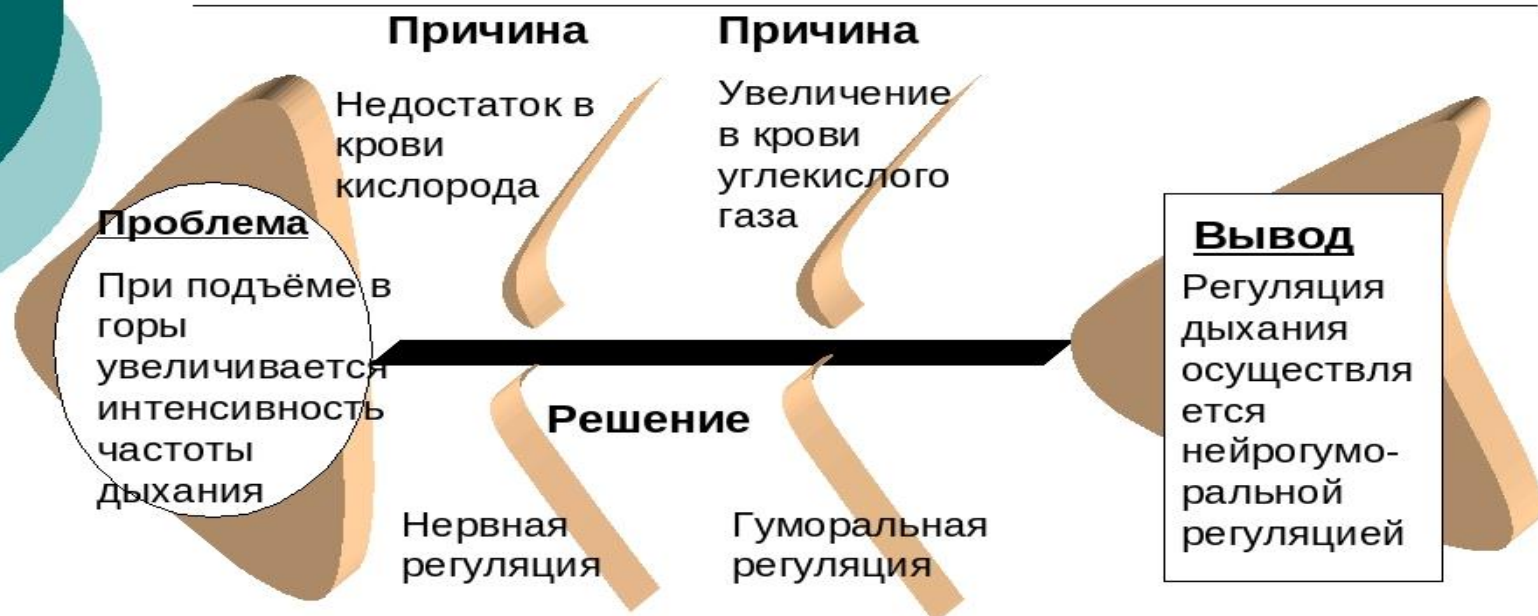 Причина
Недостаток в
крови
кислорода
Причина
Увеличение
в крови
углекислого
газа
Проблема
При подъёме в
горы
увеличивается
интенсивность
частоты
дыхания
Решение
Нервная
регуляция
Гуморальная
регуляция
Вывод
Регуляция
дыхания
осуществля
ется
нейрогумо-
ральной
регуляцией